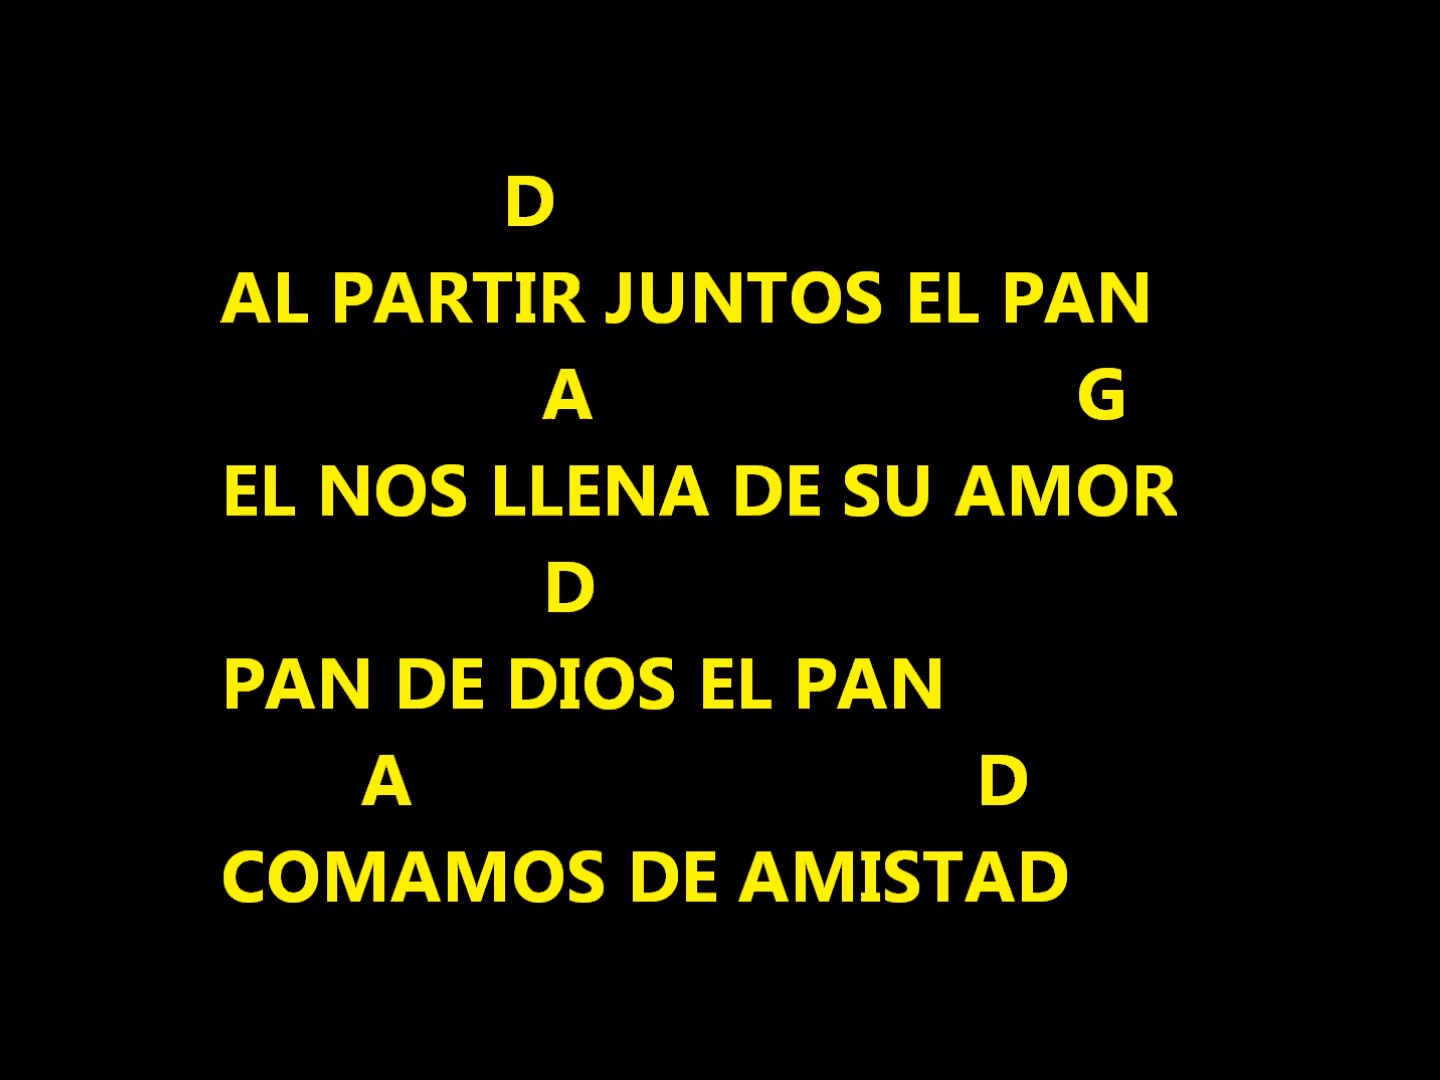 D
AL PARTIR JUNTOS EL PAN
A G
EL NOS LLENA DE SU AMOR
D
PAN DE DIOS EL PAN
A D
COMAMOS DE AMISTAD